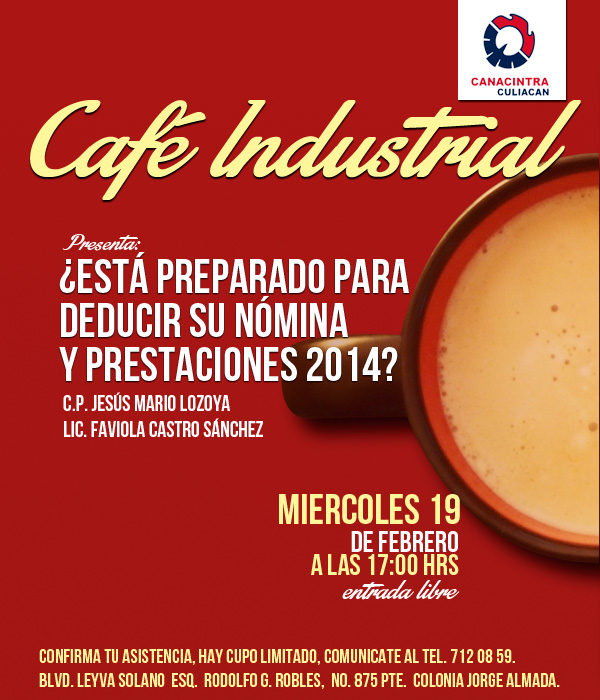 CANACINTRA
CULIACAN
Café Industrial
Presenta:
¿ESTÁ PREPARADO PARA
DEDUCIR SU NÓMINA
Y PRESTACIONES 2014?
C.P. JESÚS MARIO LOZOYA
LIC. FAVIOLA CASTRO SÁNCHEZ
MIERCOLES 19
DE FEBRERO
A LAS 17:00 HRS
entrada libre
CONFIRMA TU ASISTENCIA, HAY CUPO LIMITADO, COMUNICATE AL TEL. 712 08 59.
BLVD. LEYVA SOLANO ESQ. RODOLFO G. ROBLES, NO. 875 PTE. COLONIA JORGE ALMADA.